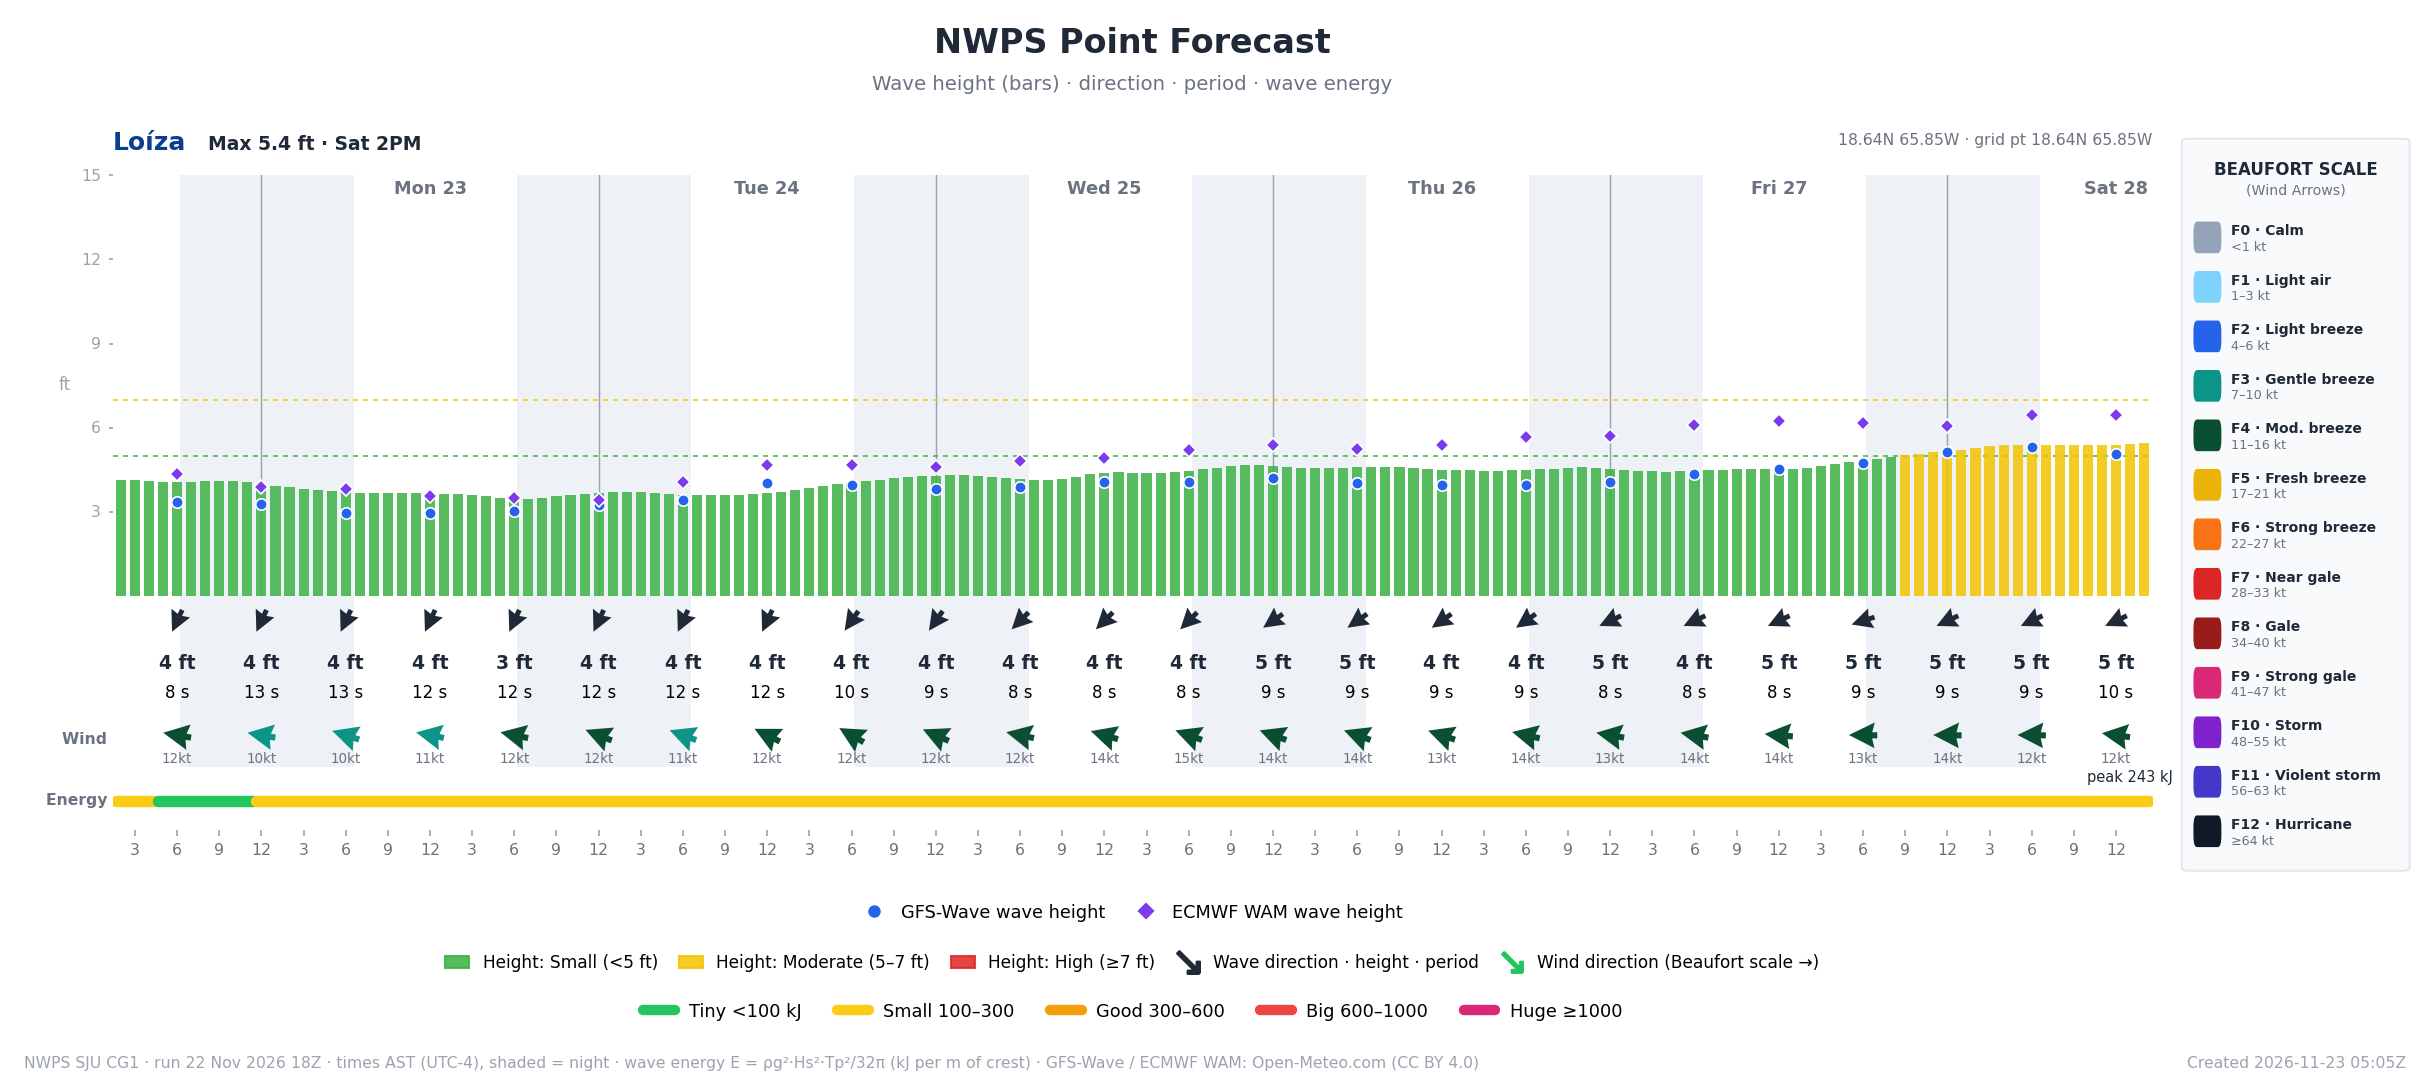 NWPS Point Forecast
Wave height (bars) · direction · period · wave energy
Loíza Max 5.4 ft · Sat 2PM
18.64N 65.85W · grid pt 18.64N 65.85W
Mon 23 Tue 24 Wed 25 Thu 26 Fri 27 Sat 28
15
12
9
ft
6
3
4 ft 4 ft 4 ft 4 ft 3 ft 4 ft 4 ft 4 ft 4 ft 4 ft 4 ft 4 ft 4 ft 5 ft 5 ft 4 ft 4 ft 5 ft 4 ft 5 ft 5 ft 5 ft 5 ft 5 ft
8 s 13 s 13 s 12 s 12 s 12 s 12 s 12 s 10 s 9 s 8 s 8 s 8 s 9 s 9 s 9 s 9 s 8 s 8 s 8 s 9 s 9 s 9 s 10 s
Wind
12kt 10kt 10kt 11kt 12kt 12kt 11kt 12kt 12kt 12kt 12kt 14kt 15kt 14kt 14kt 13kt 14kt 13kt 14kt 14kt 13kt 14kt 12kt 12kt
peak 243 kJ
Energy
3 6 9 12 3 6 9 12 3 6 9 12 3 6 9 12 3 6 9 12 3 6 9 12 3 6 9 12 3 6 9 12 3 6 9 12 3 6 9 12 3 6 9 12 3 6 9 12
BEAUFORT SCALE
(Wind Arrows)
F0 · Calm
<1 kt
F1 · Light air
1–3 kt
F2 · Light breeze
4–6 kt
F3 · Gentle breeze
7–10 kt
F4 · Mod. breeze
11–16 kt
F5 · Fresh breeze
17–21 kt
F6 · Strong breeze
22–27 kt
F7 · Near gale
28–33 kt
F8 · Gale
34–40 kt
F9 · Strong gale
41–47 kt
F10 · Storm
48–55 kt
F11 · Violent storm
56–63 kt
F12 · Hurricane
≥64 kt
GFS-Wave wave height ECMWF WAM wave height
Height: Small (<5 ft) Height: Moderate (5–7 ft) Height: High (≥7 ft) Wave direction · height · period Wind direction (Beaufort scale →)
Tiny <100 kJ Small 100–300 Good 300–600 Big 600–1000 Huge ≥1000
NWPS SJU CG1 · run 22 Nov 2026 18Z · times AST (UTC-4), shaded = night · wave energy E = ρg²·Hs²·Tp²/32π (kJ per m of crest) · GFS-Wave / ECMWF WAM: Open-Meteo.com (CC BY 4.0)
Created 2026-11-23 05:05Z